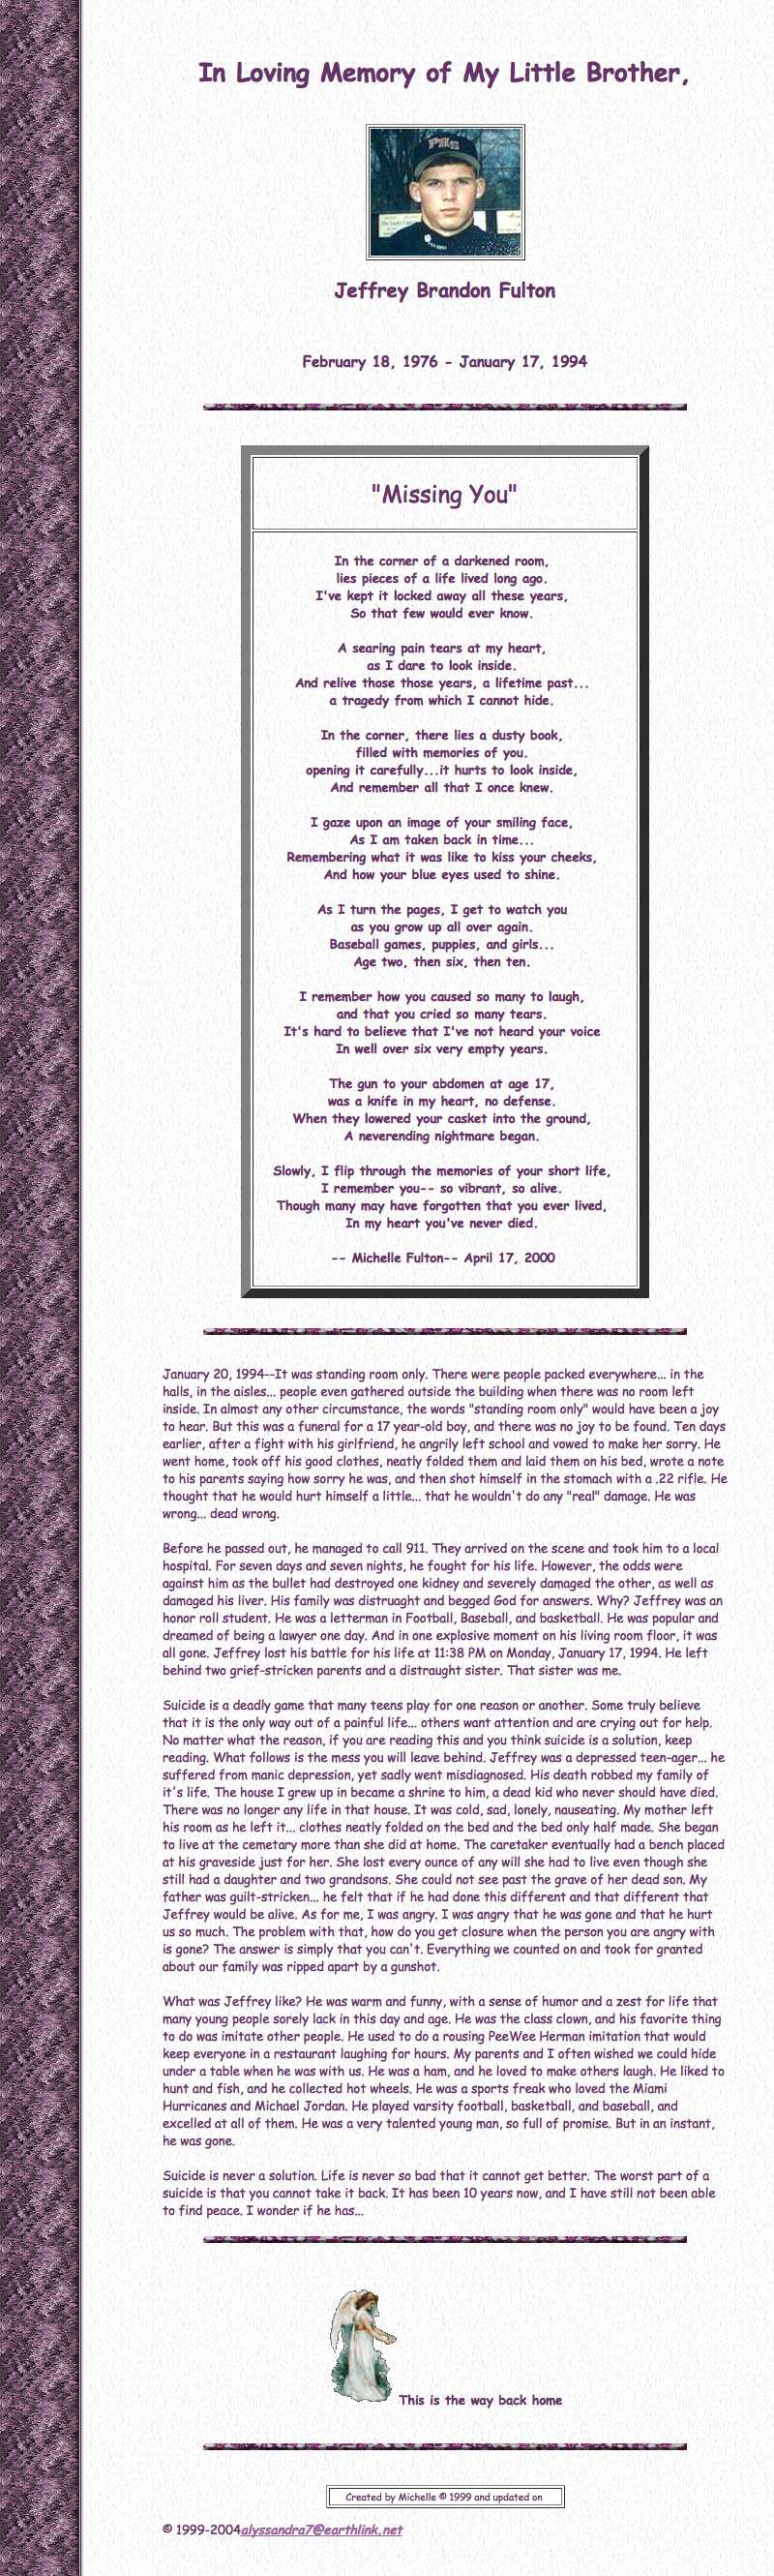 In Loving Memory of My Little Brother,
Jeffrey Brandon Fulton
February 18, 1976 - January 17, 1994
"Missing You"
In the corner of a darkened room,
lies pieces of a life lived long ago.
I've kept it locked away all these years,
So that few would ever know.
A searing pain tears at my heart,
as I dare to look inside.
And relive those those years, a lifetime past...
a tragedy from which I cannot hide.
In the corner, there lies a dusty book,
filled with memories of you.
opening it carefully...it hurts to look inside,
And remember all that I once knew.
I gaze upon an image of your smiling face,
As I am taken back in time...
Remembering what it was like to kiss your cheeks,
And how your blue eyes used to shine.
As I turn the pages, I get to watch you
as you grow up all over again.
Baseball games, puppies, and girls...
Age two, then six, then ten.
I remember how you caused so many to laugh,
and that you cried so many tears.
It's hard to believe that I've not heard your voice
In well over six very empty years.
The gun to your abdomen at age 17,
was a knife in my heart, no defense.
When they lowered your casket into the ground,
A neverending nightmare began.
Slowly, I flip through the memories of your short life,
I remember you-- so vibrant, so alive.
Though many may have forgotten that you ever lived,
In my heart you've never died.
-- Michelle Fulton-- April 17, 2000
January 20, 1994--It was standing room only. There were people packed everywhere... in the
halls, in the aisles... people even gathered outside the building when there was no room left
inside. In almost any other circumstance, the words "standing room only" would have been a joy
to hear. But this was a funeral for a 17 year-old boy, and there was no joy to be found. Ten days
earlier, after a fight with his girlfriend, he angrily left school and vowed to make her sorry. He
went home, took off his good clothes, neatly folded them and laid them on his bed, wrote a note
to his parents saying how sorry he was, and then shot himself in the stomach with a .22 rifle. He
thought that he would hurt himself a little... that he wouldn't do any "real" damage. He was
wrong... dead wrong.
Before he passed out, he managed to call 911. They arrived on the scene and took him to a local
hospital. For seven days and seven nights, he fought for his life. However, the odds were
against him as the bullet had destroyed one kidney and severely damaged the other, as well as
damaged his liver. His family was distruaght and begged God for answers. Why? Jeffrey was an
honor roll student. He was a letterman in Football, Baseball, and basketball. He was popular and
dreamed of being a lawyer one day. And in one explosive moment on his living room floor, it was
all gone. Jeffrey lost his battle for his life at 11:38 PM on Monday, January 17, 1994. He left
behind two grief-stricken parents and a distraught sister. That sister was me.
Suicide is a deadly game that many teens play for one reason or another. Some truly believe
that it is the only way out of a painful life... others want attention and are crying out for help.
No matter what the reason, if you are reading this and you think suicide is a solution, keep
reading. What follows is the mess you will leave behind. Jeffrey was a depressed teen-ager... he
suffered from manic depression, yet sadly went misdiagnosed. His death robbed my family of
it's life. The house I grew up in became a shrine to him, a dead kid who never should have died.
There was no longer any life in that house. It was cold, sad, lonely, nauseating. My mother left
his room as he left it... clothes neatly folded on the bed and the bed only half made. She began
to live at the cemetary more than she did at home. The caretaker eventually had a bench placed
at his graveside just for her. She lost every ounce of any will she had to live even though she
still had a daughter and two grandsons. She could not see past the grave of her dead son. My
father was guilt-stricken... he felt that if he had done this different and that different that
Jeffrey would be alive. As for me, I was angry. I was angry that he was gone and that he hurt
us so much. The problem with that, how do you get closure when the person you are angry with
is gone? The answer is simply that you can't. Everything we counted on and took for granted
about our family was ripped apart by a gunshot.
What was Jeffrey like? He was warm and funny, with a sense of humor and a zest for life that
many young people sorely lack in this day and age. He was the class clown, and his favorite thing
to do was imitate other people. He used to do a rousing PeeWee Herman imitation that would
keep everyone in a restaurant laughing for hours. My parents and I often wished we could hide
under a table when he was with us. He was a ham, and he loved to make others laugh. He liked to
hunt and fish, and he collected hot wheels. He was a sports freak who loved the Miami
Hurricanes and Michael Jordan. He played varsity football, basketball, and baseball, and
excelled at all of them. He was a very talented young man, so full of promise. But in an instant,
he was gone.
Suicide is never a solution. Life is never so bad that it cannot get better. The worst part of a
suicide is that you cannot take it back. It has been 10 years now, and I have still not been able
to find peace. I wonder if he has...
This is the way back home
Created by Michelle © 1999 and updated on
© 1999-2004alyssandra7@earthlink.net